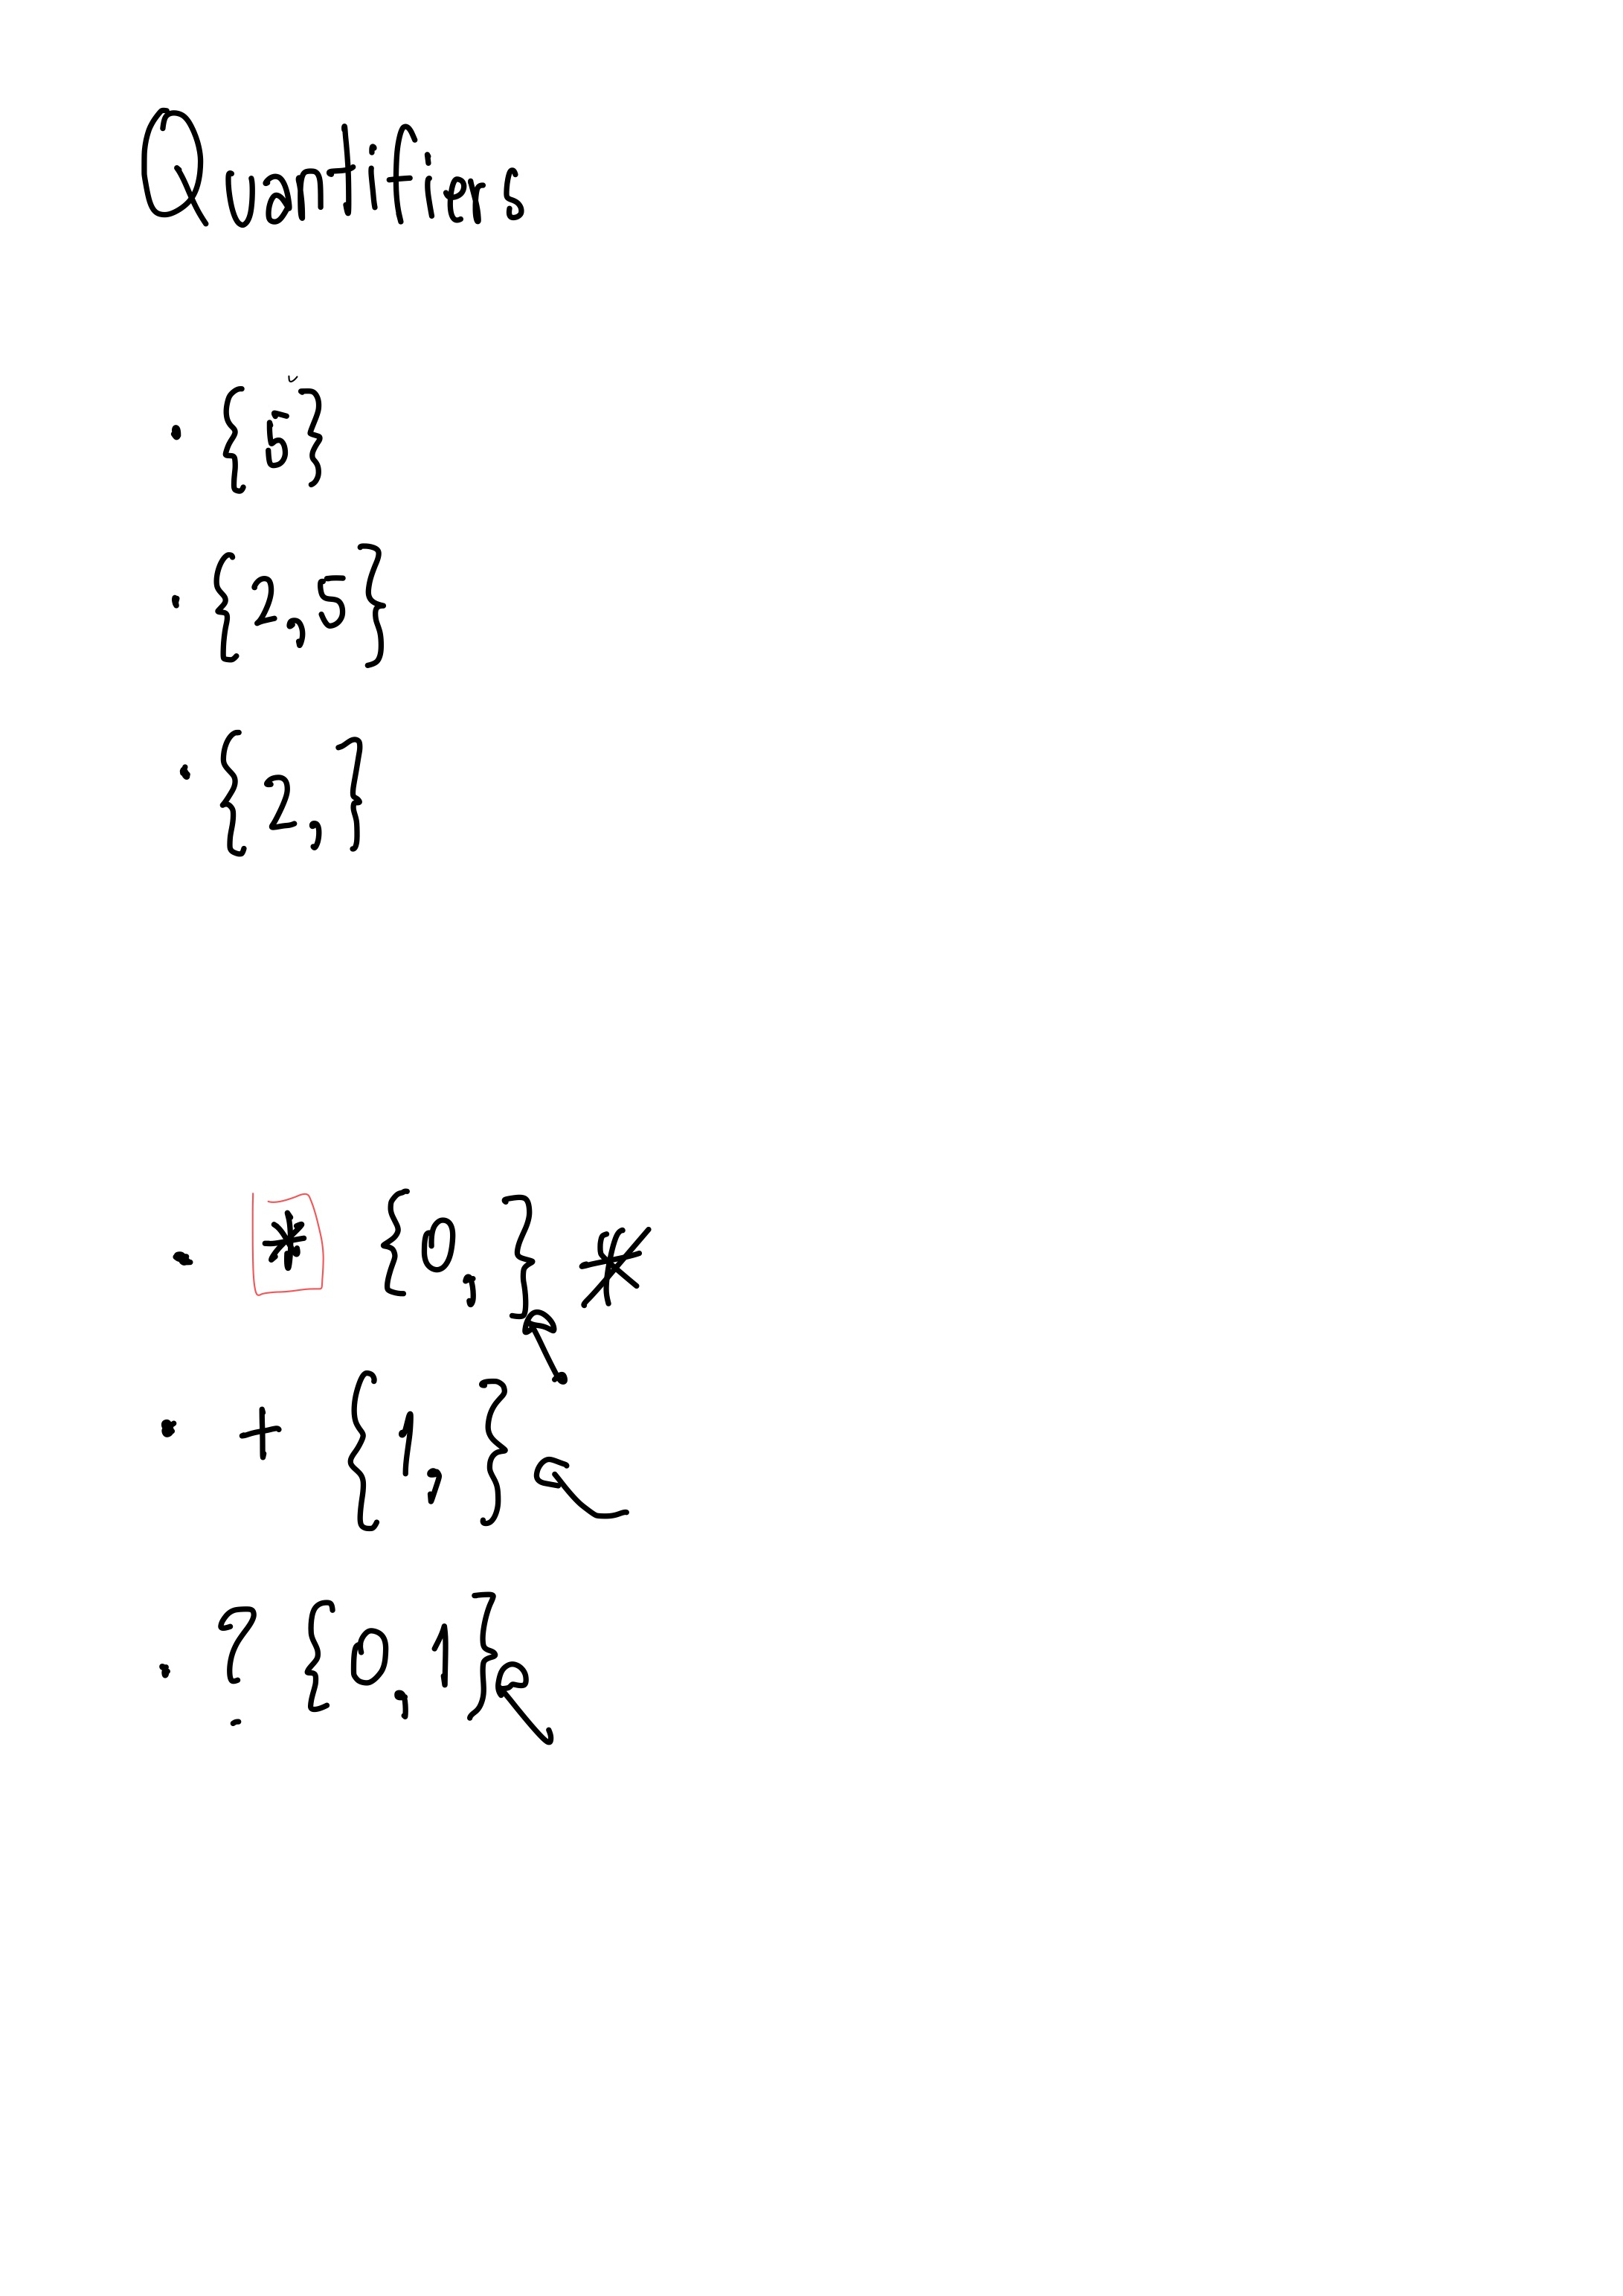 Quantifiers
· {5}
· {2,5}
· {2,}
· * {0,} *
· + {1,}
· ? {0,1}